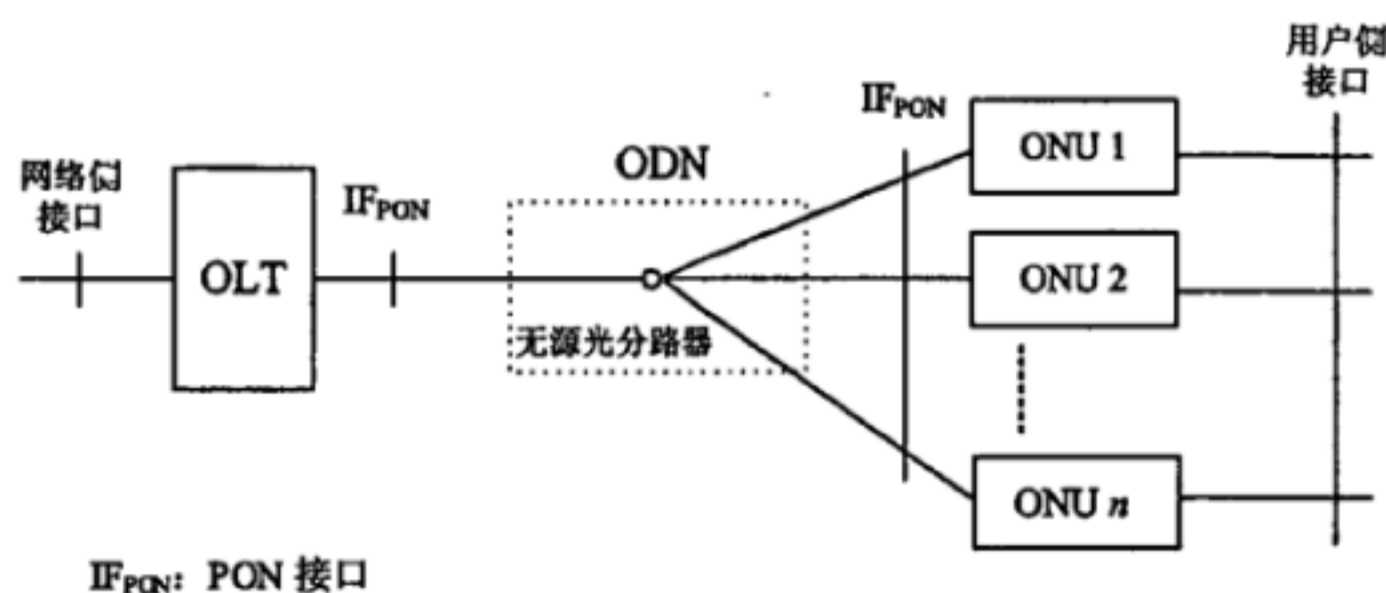 网络侧
接口
OLT
IFPON
ODN
无源光分路器
IFPON
ONU 1
ONU 2
ONU n
用户侧
接口
IFPON: PON 接口